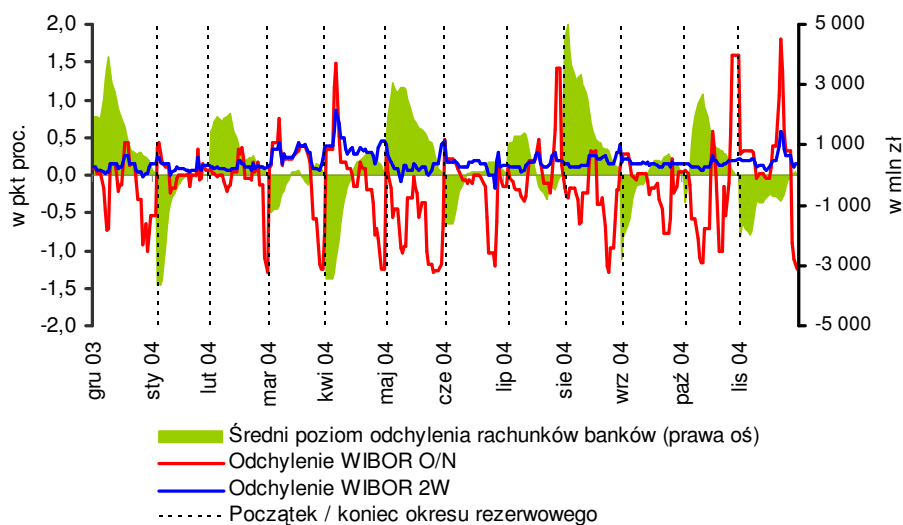 2,0
1,5
1,0
0,5
0,0
-0,5
-1,0
-1,5
-2,0
w pkt proc.
5 000
3 000
1 000
-1 000
-3 000
-5 000
w mln zł
gru 03
sty 04
lut 04
mar 04
kwi 04
maj 04
cze 04
lip 04
sie 04
wrz 04
paź 04
lis 04
Średni poziom odchylenia rachunków banków (prawa oś)
Odchylenie WIBOR O/N
Odchylenie WIBOR 2W
Początek / koniec okresu rezerwowego